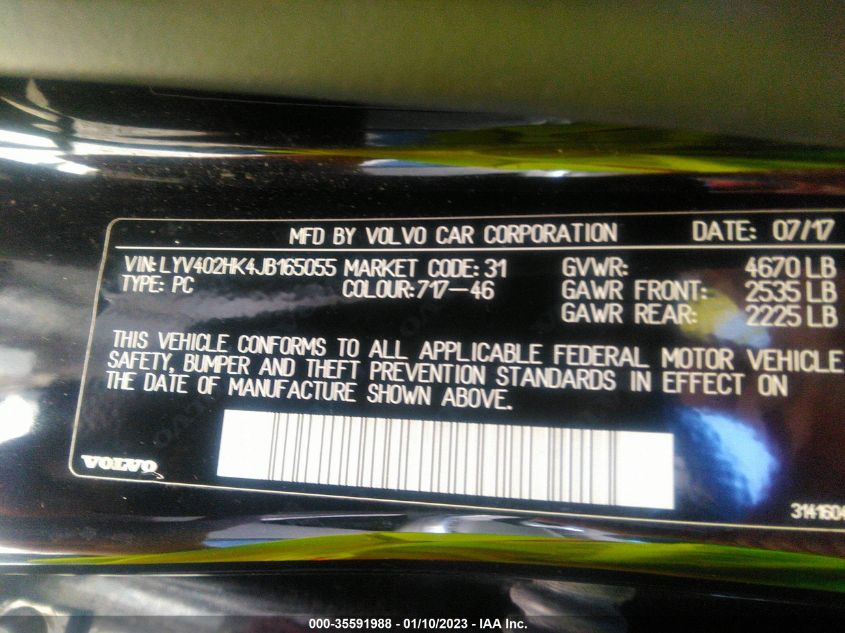 MFD BY VOLVO CAR CORPORATION DATE: 07/17
VIN: LYV402HK4JB165055 MARKET CODE: 31 GVWR: 4670 LB
TYPE: PC COLOUR: 717-46 GAWR FRONT: 2535 LB
GAWR REAR: 2225 LB
THIS VEHICLE CONFORMS TO ALL APPLICABLE FEDERAL MOTOR VEHICLE
SAFETY, BUMPER AND THEFT PREVENTION STANDARDS IN EFFECT ON
THE DATE OF MANUFACTURE SHOWN ABOVE.
VOLVO
3141604
000-35591988 - 01/10/2023 - IAA Inc.